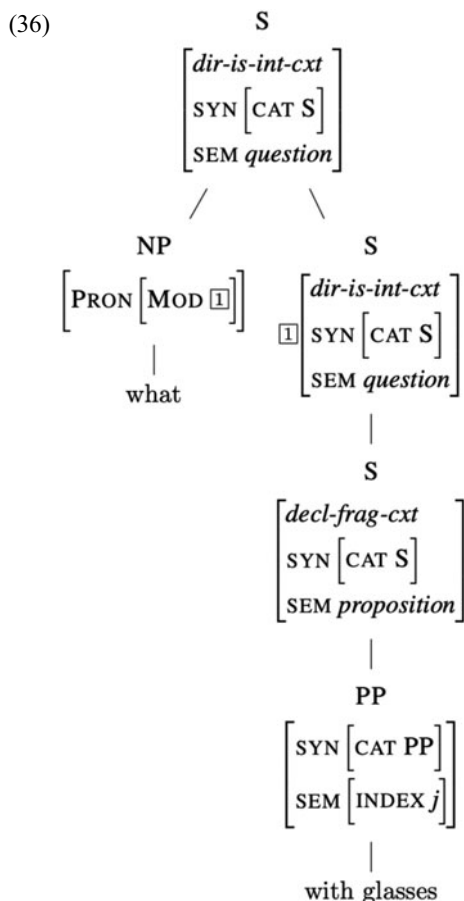 (36)
S
dir-is-int-cxt
SYN [CAT S]
SEM question
NP S
[PRON [MOD 1]]
what
dir-is-int-cxt
1 SYN [CAT S]
SEM question
S
decl-frag-cxt
SYN [CAT S]
SEM proposition
PP
SYN [CAT PP]
SEM [INDEX j]
with glasses